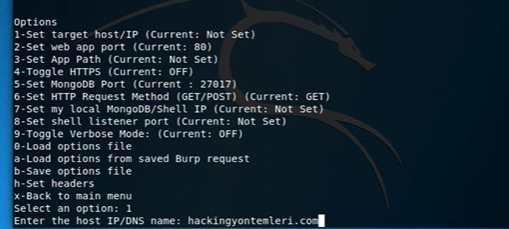 Options
1-Set target host/IP (Current: Not Set)
2-Set web app port (Current: 80)
3-Set App Path (Current: Not Set)
4-Toggle HTTPS (Current: OFF)
5-Set MongoDB Port (Current : 27017)
6-Set HTTP Request Method (GET/POST) (Current: GET)
7-Set my local MongoDB/Shell IP (Current: Not Set)
8-Set shell listener port (Current: Not Set)
9-Toggle Verbose Mode: (Current: OFF)
0-Load options file
a-Load options from saved Burp request
b-Save options file
h-Set headers
x-Back to main menu
Select an option: 1
Enter the host IP/DNS name: hackingyontemleri.com